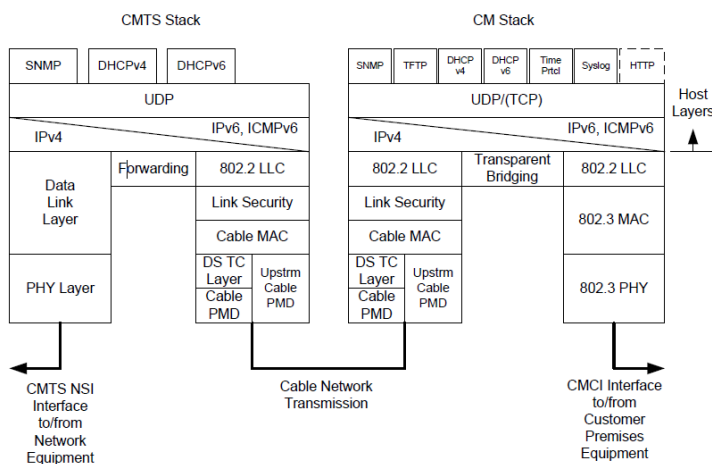 CMTS Stack
CM Stack
SNMP
DHCPv4
DHCPv6
SNMP
TFTP
DHCP
v4
DHCP
v6
Time
Prtcl
Syslog
HTTP
UDP
UDP/(TCP)
Host
Layers
IPv4
IPv6, ICMPv6
IPv4
IPv6, ICMPv6
Data
Link
Layer
Forwarding
802.2 LLC
802.2 LLC
Transparent
Bridging
802.2 LLC
Link Security
Link Security
802.3 MAC
Cable MAC
Cable MAC
PHY Layer
DS TC
Layer
Cable
PMD
Upstrm
Cable
PMD
DS TC
Layer
Cable
PMD
Upstrm
Cable
PMD
802.3 PHY
CMTS NSI
Interface
to/from
Network
Equipment
Cable Network
Transmission
CMCI Interface
to/from
Customer
Premises
Equipment